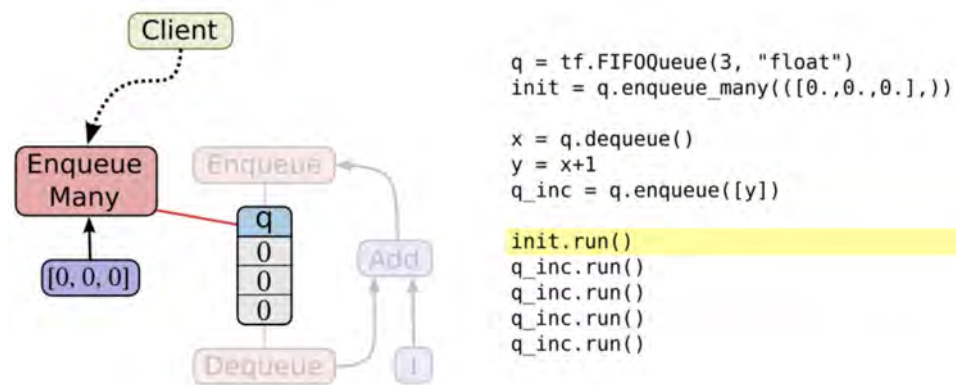 Client
Enqueue
Many
[0, 0, 0]
Enqueue
q
0
0
0
Add
Dequeue
1
q = tf.FIFOQueue(3, "float")
init = q.enqueue_many(([0.,0.,0.],))
x = q.dequeue()
y = x+1
q_inc = q.enqueue([y])
init.run()
q_inc.run()
q_inc.run()
q_inc.run()
q_inc.run()